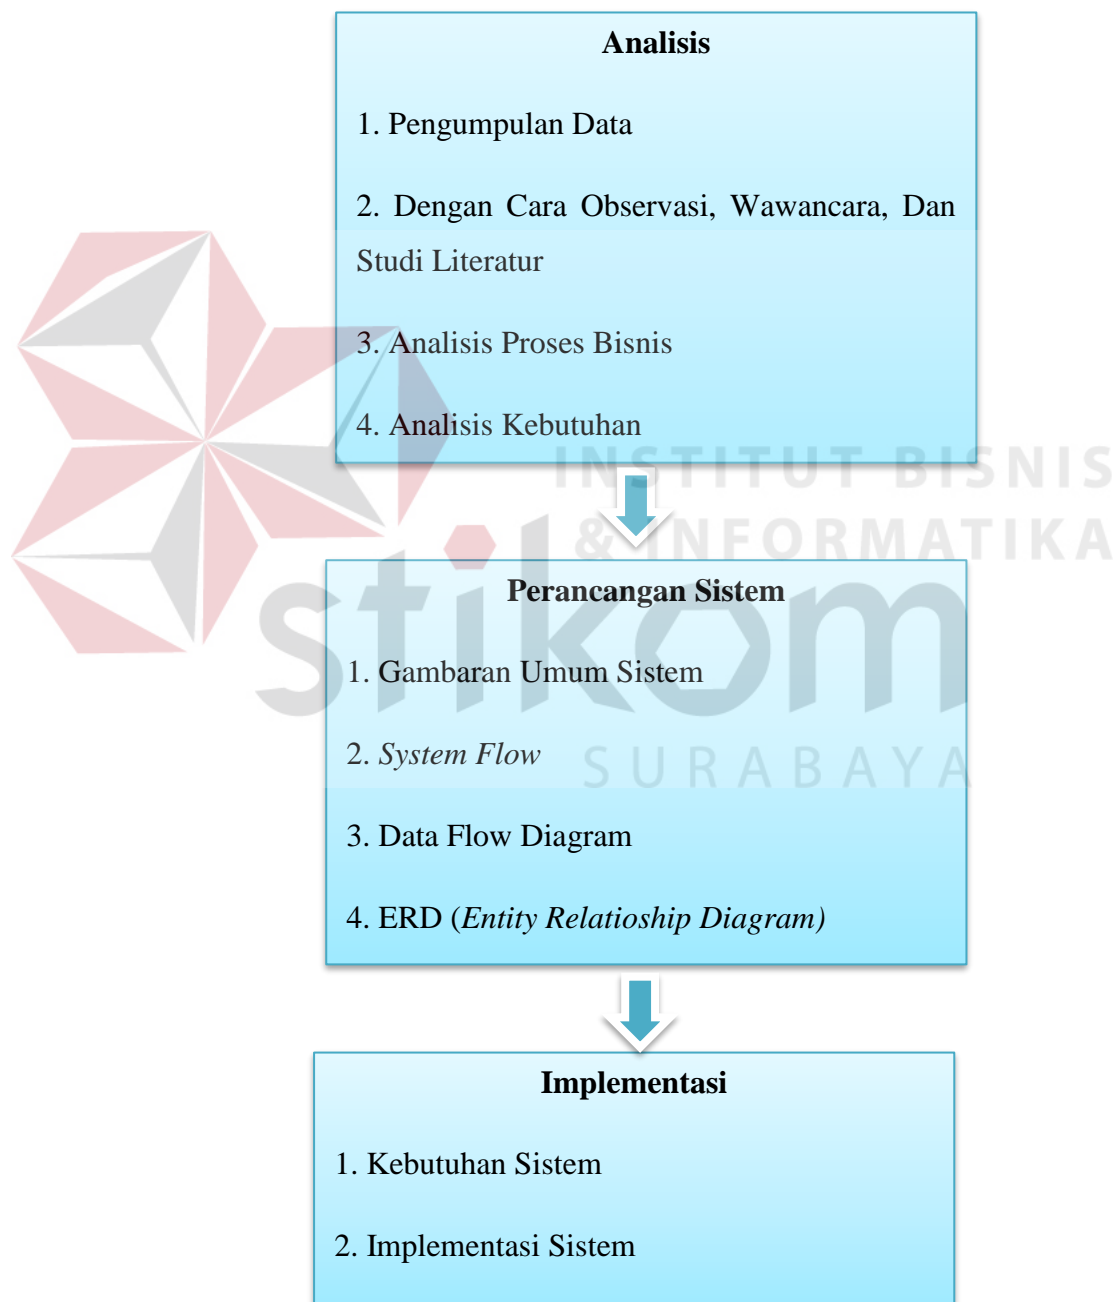 Analisis
1. Pengumpulan Data
2. Dengan Cara Observasi, Wawancara, Dan
Studi Literatur
3. Analisis Proses Bisnis
4. Analisis Kebutuhan
INSTITUT BISNIS
& INFORMATIKA
stikom
SURABAYA
Perancangan Sistem
1. Gambaran Umum Sistem
2. System Flow
3. Data Flow Diagram
4. ERD (Entity Relatioship Diagram)
Implementasi
1. Kebutuhan Sistem
2. Implementasi Sistem